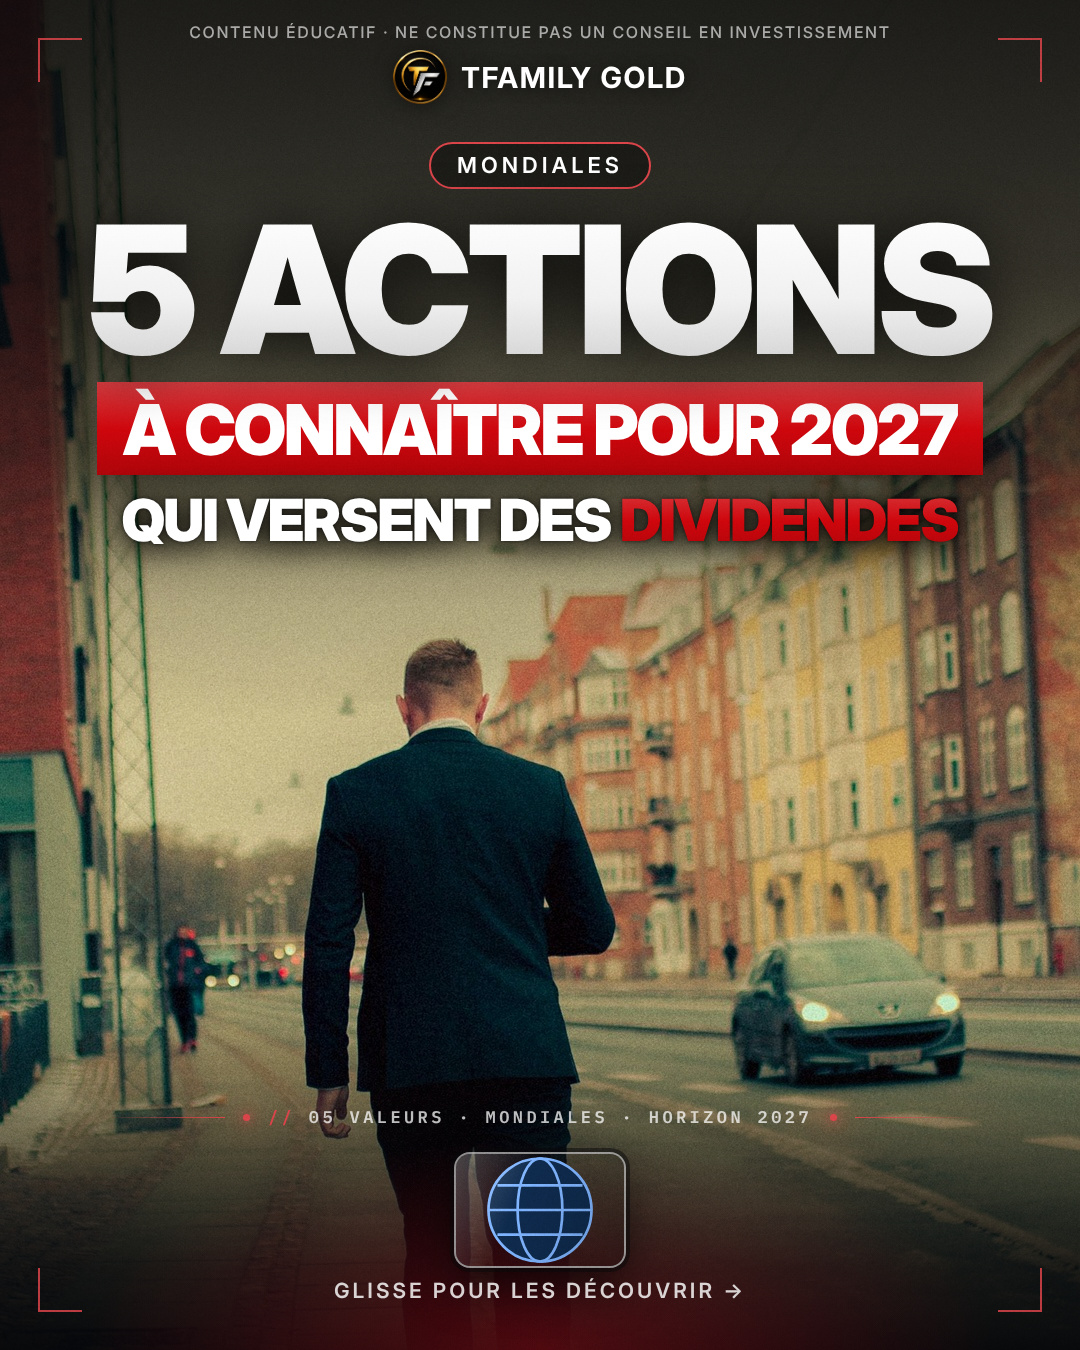 CONTENU ÉDUCATIF · NE CONSTITUE PAS UN CONSEIL EN INVESTISSEMENT
TF TFAMILY GOLD
MONDIALES
5 ACTIONS
À CONNAÎTRE POUR 2027
QUI VERSENT DES DIVIDENDES
// 05 VALEURS · MONDIALES · HORIZON 2027
GLISSE POUR LES DÉCOUVRIR →